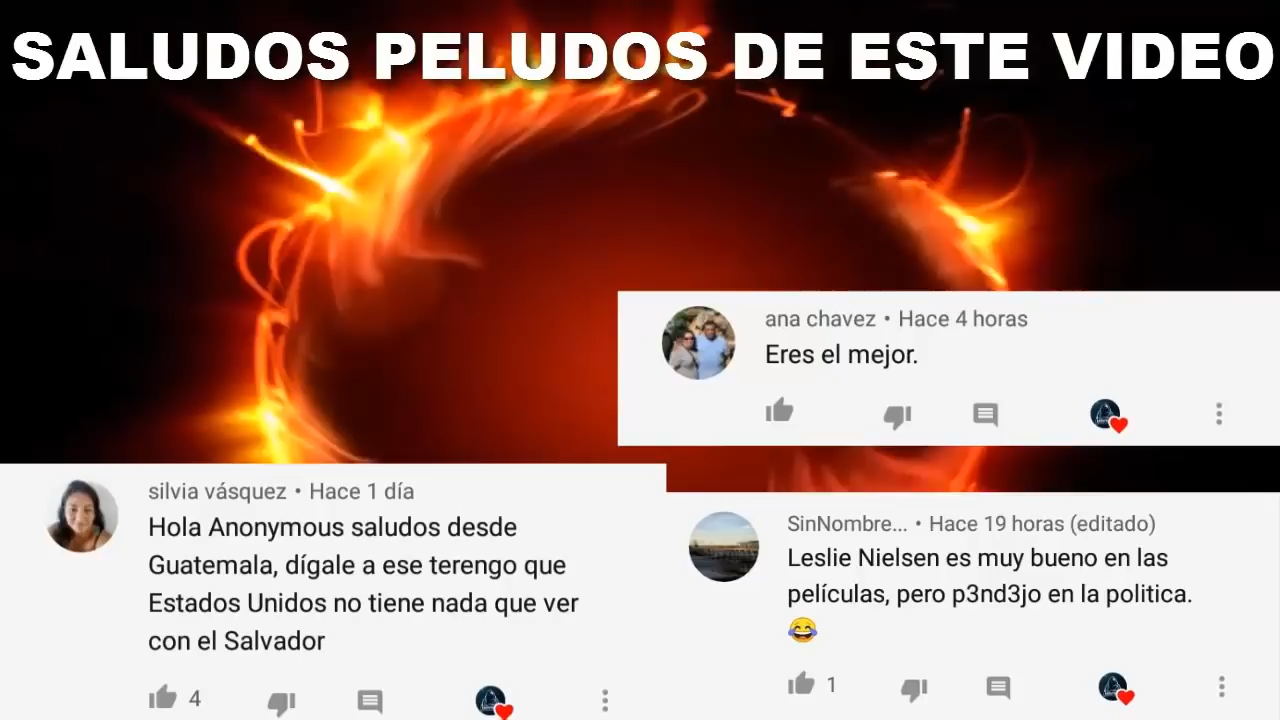 SALUDOS PELUDOS DE ESTE VIDEO
ana chavez • Hace 4 horas
Eres el mejor.
silvia vásquez • Hace 1 día
Hola Anonymous saludos desde
Guatemala, dígale a ese terengo que
Estados Unidos no tiene nada que ver
con el Salvador
4
SinNombre... • Hace 19 horas (editado)
Leslie Nielsen es muy bueno en las
películas, pero p3nd3jo en la politica.
😂
1